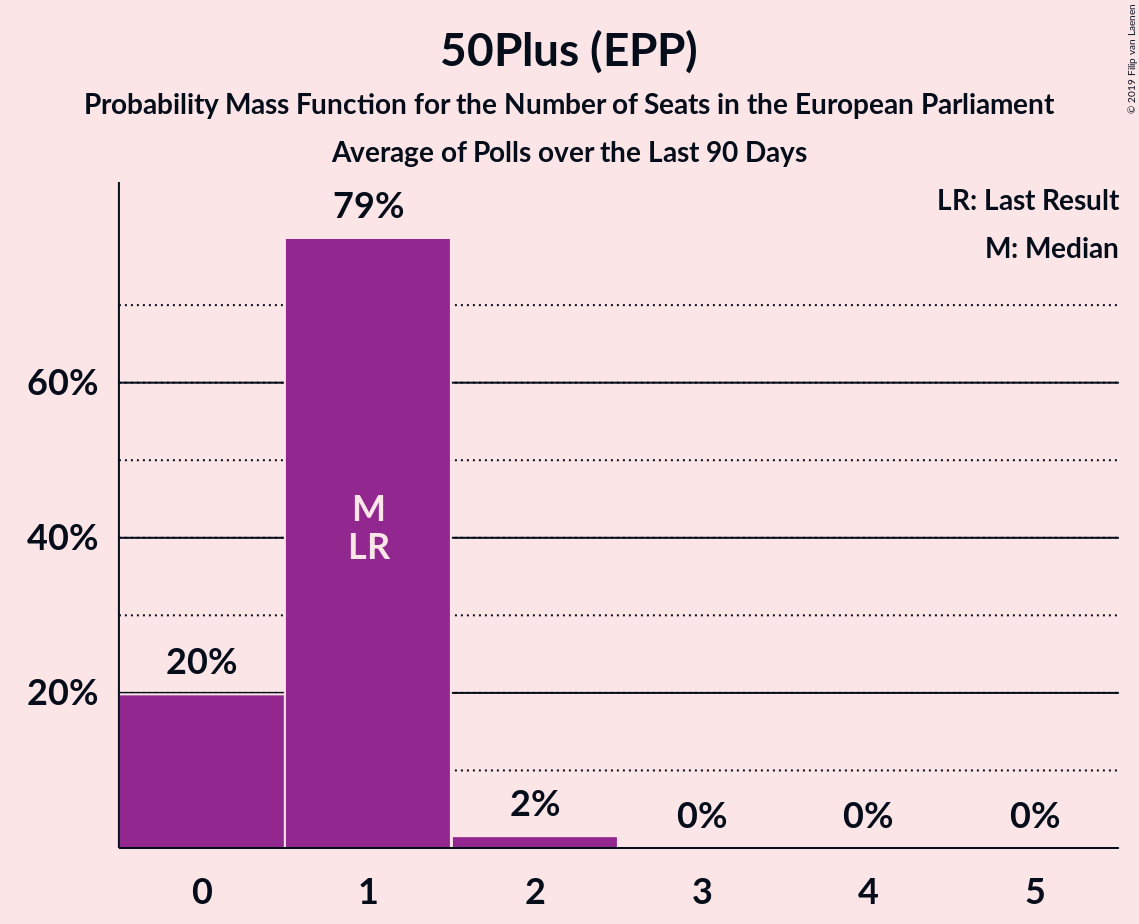 50Plus (EPP)
Probability Mass Function for the Number of Seats in the European Parliament
Average of Polls over the Last 90 Days
© 2019 Filip van Laenen
LR: Last Result
M: Median
79%
60%
M
40%
LR
20%
20%
2%
0%
0%
0%
0
1
2
3
4
5